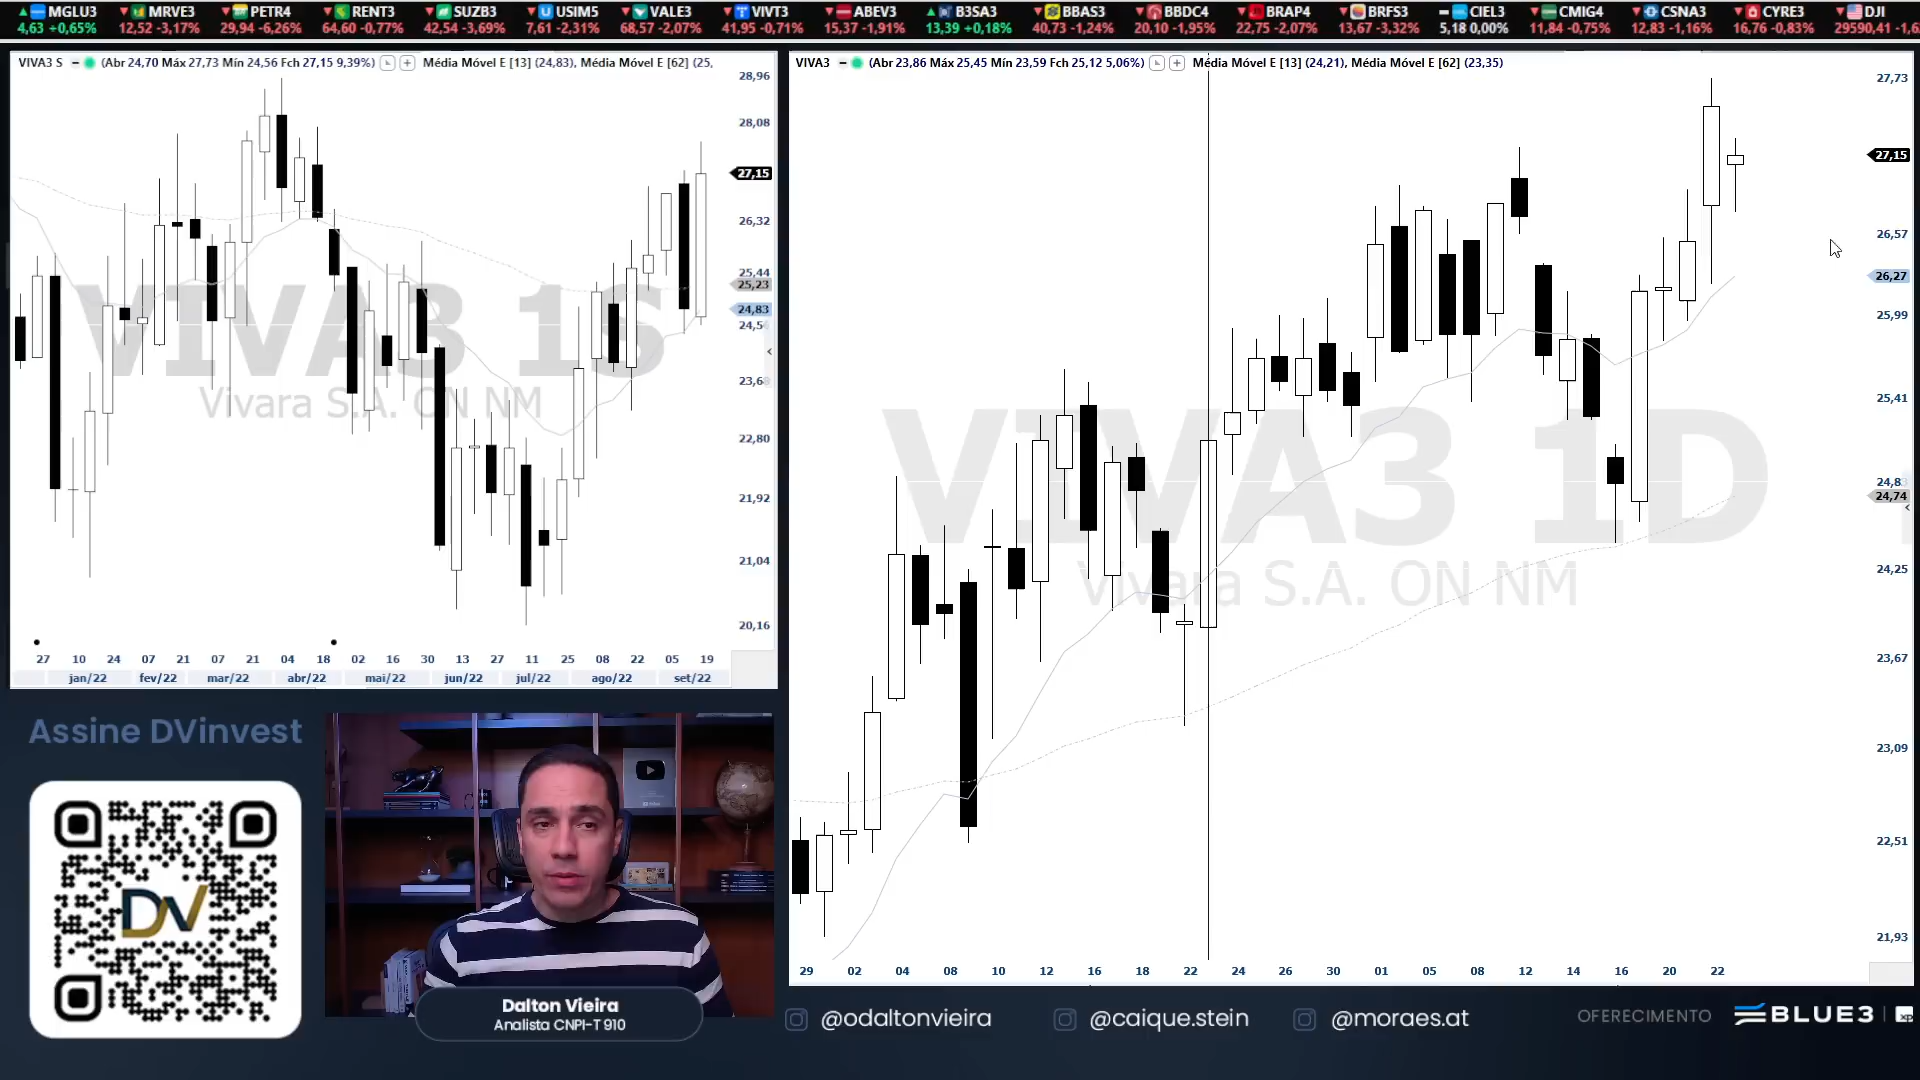 MGLU3 MRVE3 PETR4 RENT3 SUZB3 USIM5 VALE3 VIVT3 ABEV3 B3SA3 BBAS3 BBDC4 BRAP4 BRFS3 CIEL3 CMIG4 CSNA3 CYRE3 DJI
4,63 +0,65% 12,52 -3,17% 29,94 -6,26% 64,60 -0,77% 42,54 -3,69% 7,61 -2,31% 68,57 -2,07% 41,95 -0,71% 15,37 -1,91% 13,39 +0,18% 40,73 -1,24% 20,10 -1,95% 22,75 -2,07% 13,67 -3,32% 5,18 0,00% 11,84 -0,75% 12,83 -1,16% 16,76 -0,83% 29590,41
VIVA3 S (Abr 24,70 Máx 27,73 Mín 24,56 Fch 27,15 9,39%) Média Móvel E [13] (24,83), Média Móvel E [62] (25,
28,96
28,08
27,15
26,32
25,44
25,23
24,83
24,5
23,6
22,80
21,92
21,04
20,16
VIVA3 1S
Vivara S.A. ON NM
27 10 24 07 21 07 21 04 18 02 16 30 13 27 11 25 08 22 05 19
jan/22 fev/22 mar/22 abr/22 mai/22 jun/22 jul/22 ago/22 set/22
VIVA3 (Abr 23,86 Máx 25,45 Mín 23,59 Fch 25,12 5,06%) Média Móvel E [13] (24,21), Média Móvel E [62] (23,35)
27,73
27,15
26,57
26,27
25,99
25,41
24,8
24,74
24,25
23,67
23,09
22,51
21,93
VIVA3 1D
Vivara S.A. ON NM
29 02 04 08 10 12 16 18 22 24 26 30 01 05 08 12 14 16 20 22
Assine DVinvest
DV
Dalton Vieira
Analista CNPI-T 910
@odaltonvieira @caique.stein @moraes.at
OFERECIMENTO BLUE3 xp